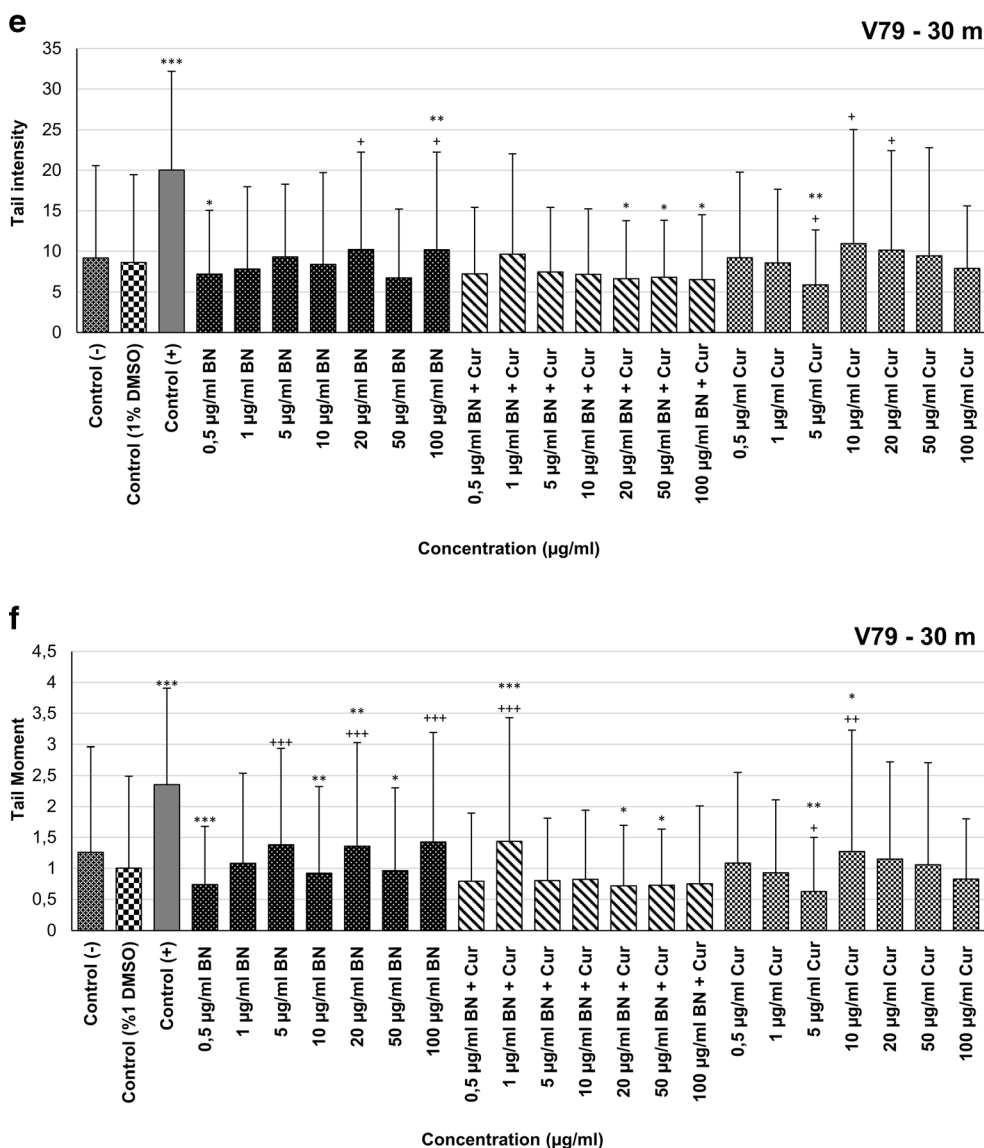 e
V79 - 30 m
35
30
25
20
15
10
5
0
Tail intensity
***
*
+
**
+
*
*
*
**
+
+
+
Control (-)
Control (1% DMSO)
Control (+)
0,5 µg/ml BN
1 µg/ml BN
5 µg/ml BN
10 µg/ml BN
20 µg/ml BN
50 µg/ml BN
100 µg/ml BN
0,5 µg/ml BN + Cur
1 µg/ml BN + Cur
5 µg/ml BN + Cur
10 µg/ml BN + Cur
20 µg/ml BN + Cur
50 µg/ml BN + Cur
100 µg/ml BN + Cur
0,5 µg/ml Cur
1 µg/ml Cur
5 µg/ml Cur
10 µg/ml Cur
20 µg/ml Cur
50 µg/ml Cur
100 µg/ml Cur
Concentration (µg/ml)
f
V79 - 30 m
4,5
4
3,5
3
2,5
2
1,5
1
0,5
0
Tail Moment
***
***
+++
**
**
+++
*
+++
***
+++
*
*
**
+
*
++
Control (-)
Control (%1 DMSO)
Control (+)
0,5 µg/ml BN
1 µg/ml BN
5 µg/ml BN
10 µg/ml BN
20 µg/ml BN
50 µg/ml BN
100 µg/ml BN
0,5 µg/ml BN + Cur
1 µg/ml BN + Cur
5 µg/ml BN + Cur
10 µg/ml BN + Cur
20 µg/ml BN + Cur
50 µg/ml BN + Cur
100 µg/ml BN + Cur
0,5 µg/ml Cur
1 µg/ml Cur
5 µg/ml Cur
10 µg/ml Cur
20 µg/ml Cur
50 µg/ml Cur
100 µg/ml Cur
Concentration (µg/ml)